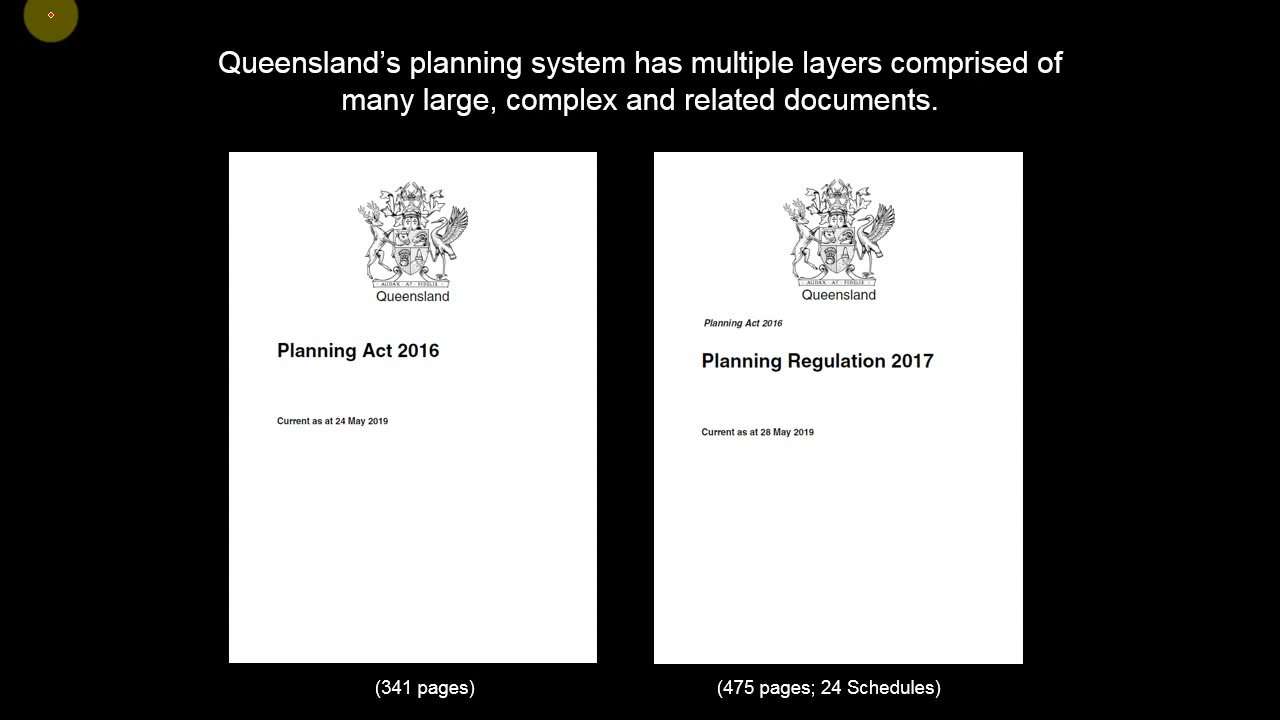 Queensland’s planning system has multiple layers comprised of
many large, complex and related documents.
AUDAX AT FIDELIS
Queensland
Planning Act 2016
Current as at 24 May 2019
(341 pages)
AUDAX AT FIDELIS
Queensland
Planning Act 2016
Planning Regulation 2017
Current as at 28 May 2019
(475 pages; 24 Schedules)